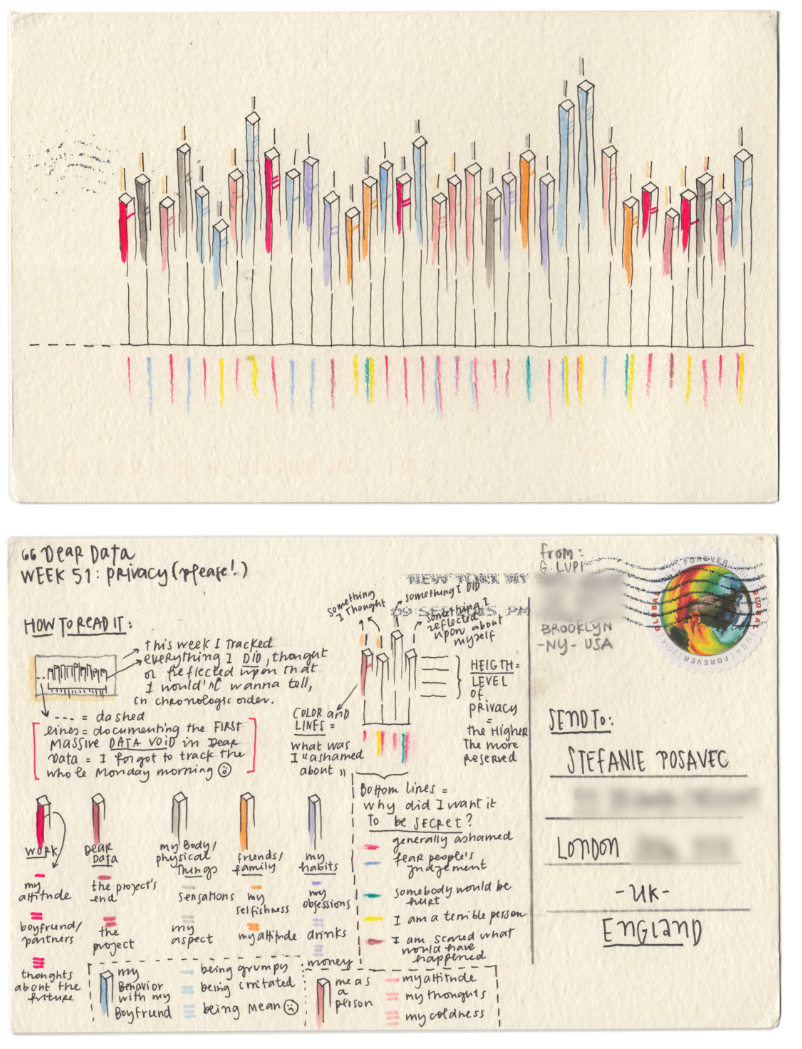 Dear Data
WEEK 51: privacy (please!)
HOW TO READ IT:
This week I tracked
everything I DID, thought
or reflected upon that
I wouldn't wanna tell,
in chronologic order.
---- = dashed
lines = documenting the FIRST
massive DATA VOID in Dear
Data = I forgot to track the
whole Monday morning
something
I thought
something I DID
something I
reflected
upon about
myself
COLOR and
LINES =
what was
I "ashamed
about"
HEIGTH =
LEVEL
OF
privacy
=
the higher
The more
reserved
Bottom lines =
why did I want it
To be SECRET?
generally ashamed
fear people's
judgement
somebody would be
hurt
I am a terrible person
I am scared what
would have
happened
WORK
my
attitude
boyfriend/
partners
thoughts
about the
future
DEAR
DATA
the project's
end
the
project
my Body/
physical
Things
sensations
my
aspect
friends/
family
my
selfishness
my attitude
my
habits
my
obsessions
drinks
money
my
Behavior
with my
Boyfriend
being grumpy
being irritated
being mean
me as
a
person
my attitude
my thoughts
my coldness
from:
G. LUPI
BROOKLYN
-NY- USA
NEW YORK NY
FOREVER
GLOBAL
USA FOREVER
GLOBAL
SEND TO:
STEFANIE POSAVEC
LONDON
-UK-
ENGLAND